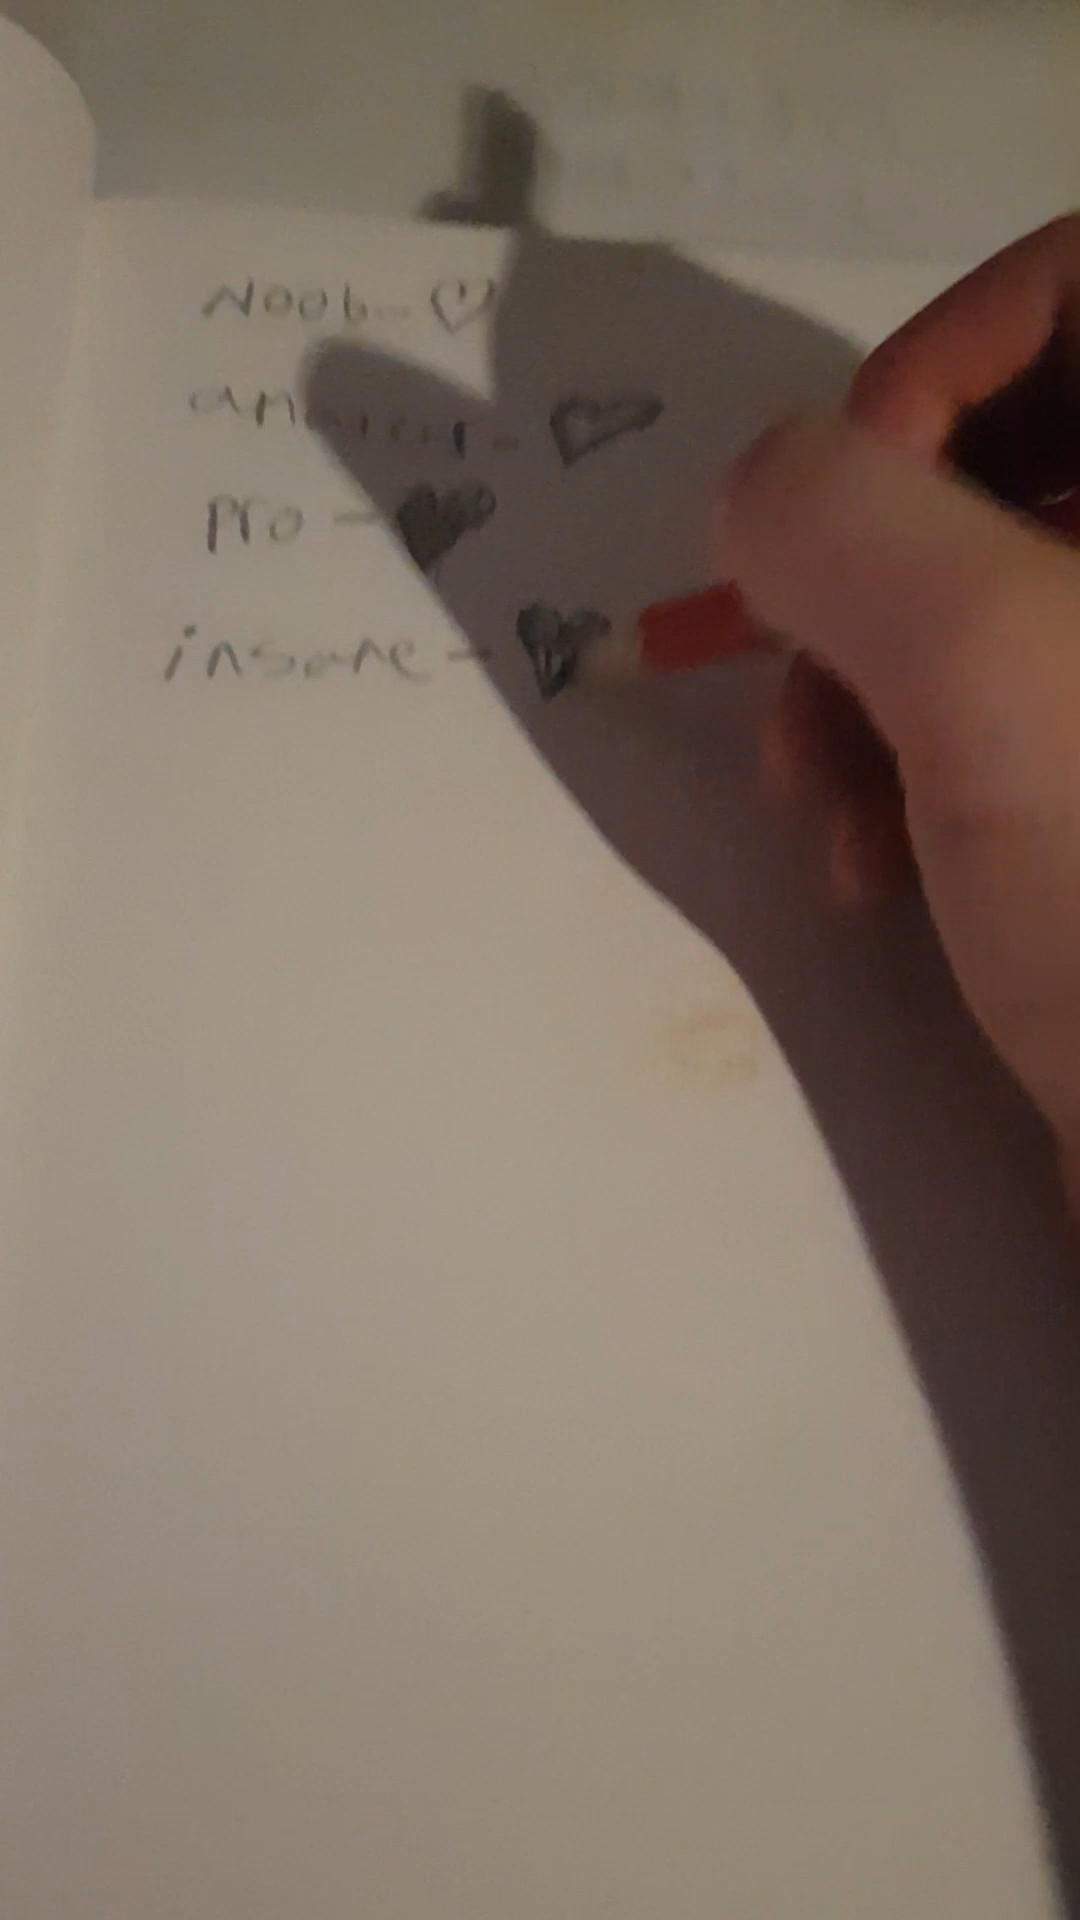 Noob - ♡
pro - ♥
insane - ♥